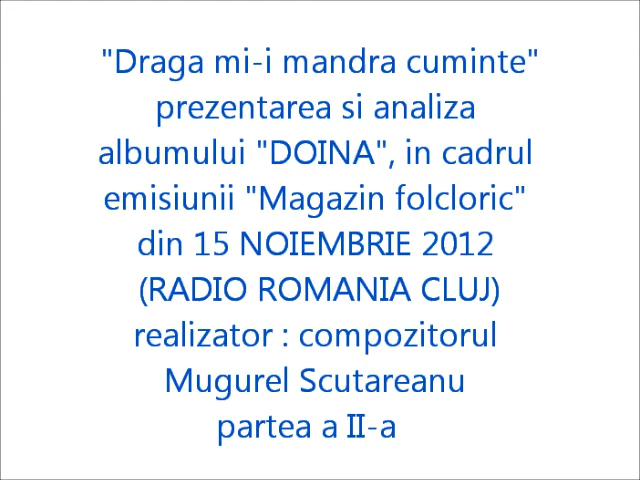 "Draga mi-i mandra cuminte"
prezentarea si analiza
albumului "DOINA", in cadrul
emisiunii "Magazin folcloric"
din 15 NOIEMBRIE 2012
(RADIO ROMANIA CLUJ)
realizator : compozitorul
Mugurel Scutareanu
partea a II-a